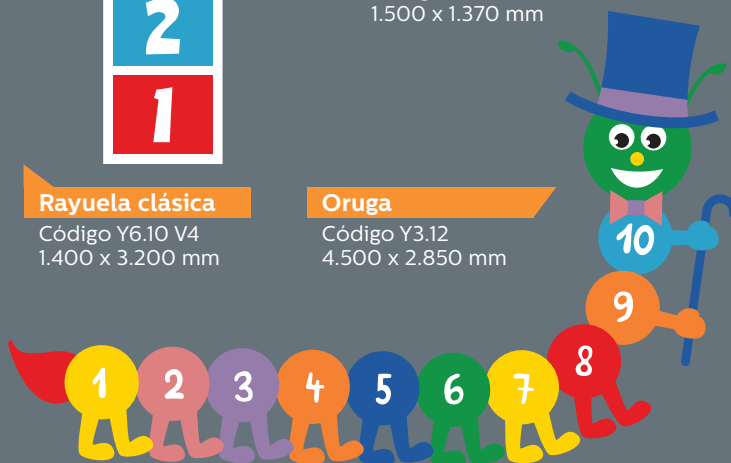 1.500 x 1.370 mm
2
1
Rayuela clásica
Código Y6.10 V4
1.400 x 3.200 mm
Oruga
Código Y3.12
4.500 x 2.850 mm
10
9
8
1 2 3 4 5 6 7